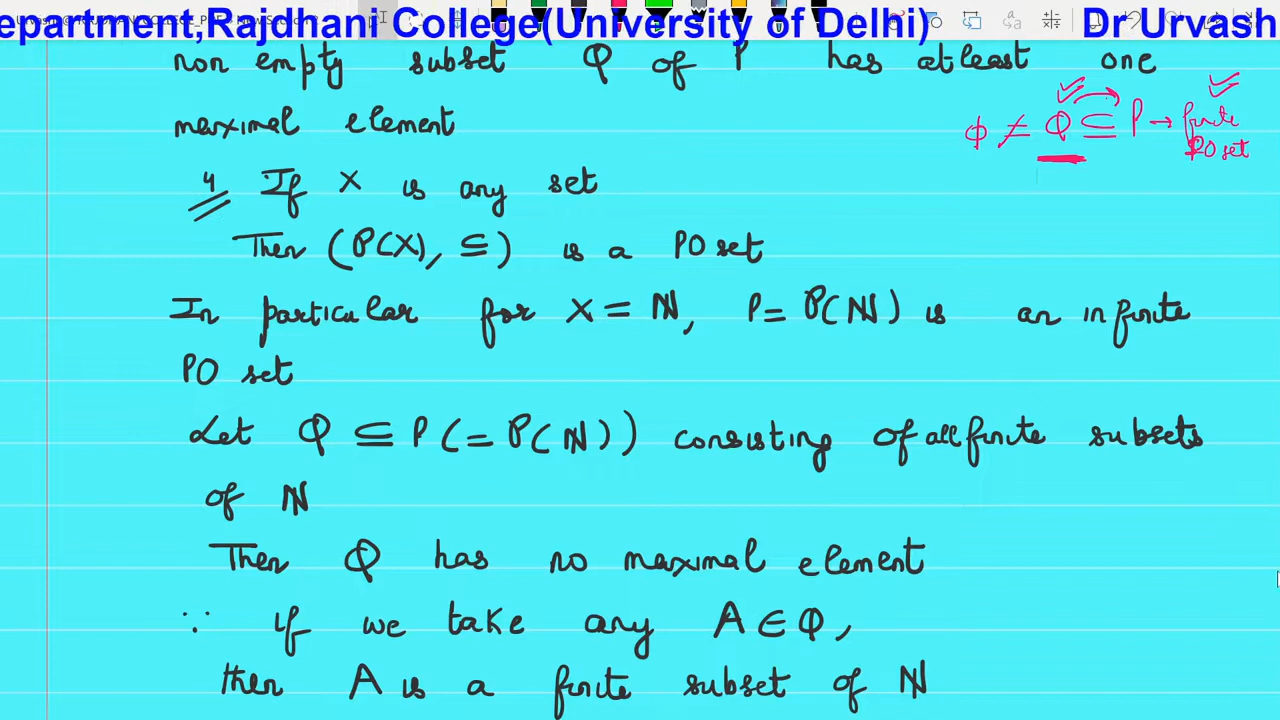 epartment,Rajdhani College(University of Delhi) Dr Urvash
non empty subset Q of P has atleast one
maximal element
φ ≠ Q ⊆ P → finite
PO set
4 If X is any set
Then (P(X), ⊆) is a PO set
In particular for X = ℕ, P = P(ℕ) is an infinite
PO set
Let Q ⊆ P (= P(ℕ)) consisting of all finite subsets
of ℕ
Then Q has no maximal element
∵ if we take any A ∈ Q,
then A is a finite subset of ℕ